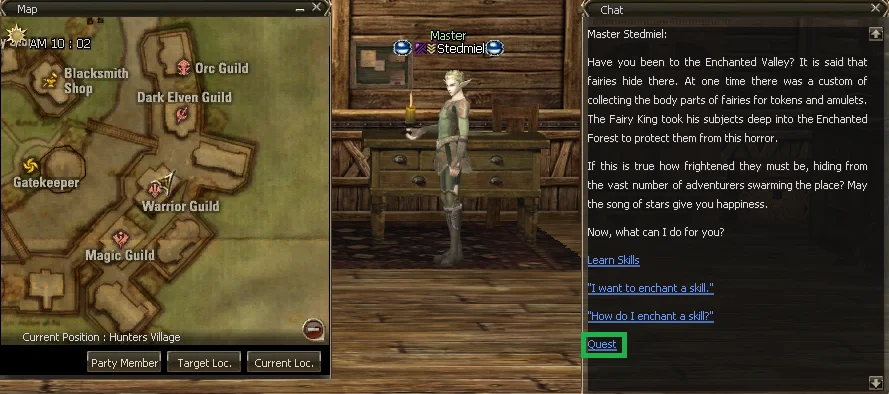 Map
AM 10 : 02
Blacksmith
Shop
Orc Guild
Dark Elven Guild
Gatekeeper
Warrior Guild
Magic Guild
Current Position : Hunters Village
Party Member
Target Loc.
Current Loc.
Master
Stedmiel
Chat
Master Stedmiel:
Have you been to the Enchanted Valley? It is said that
fairies hide there. At one time there was a custom of
collecting the body parts of fairies for tokens and amulets.
The Fairy King took his subjects deep into the Enchanted
Forest to protect them from this horror.
If this is true how frightened they must be, hiding from
the vast number of adventurers swarming the place? May
the song of stars give you happiness.
Now, what can I do for you?
Learn Skills
"I want to enchant a skill."
"How do I enchant a skill?"
Quest